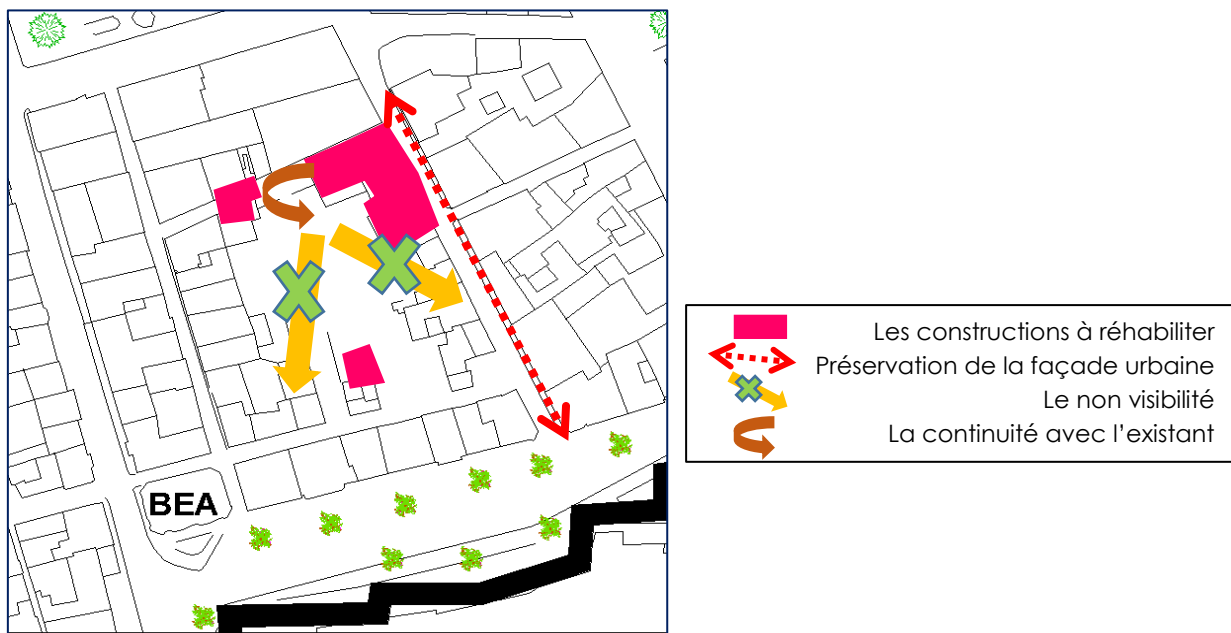 BEA
Les constructions à réhabiliter
Préservation de la façade urbaine
Le non visibilité
La continuité avec l'existant